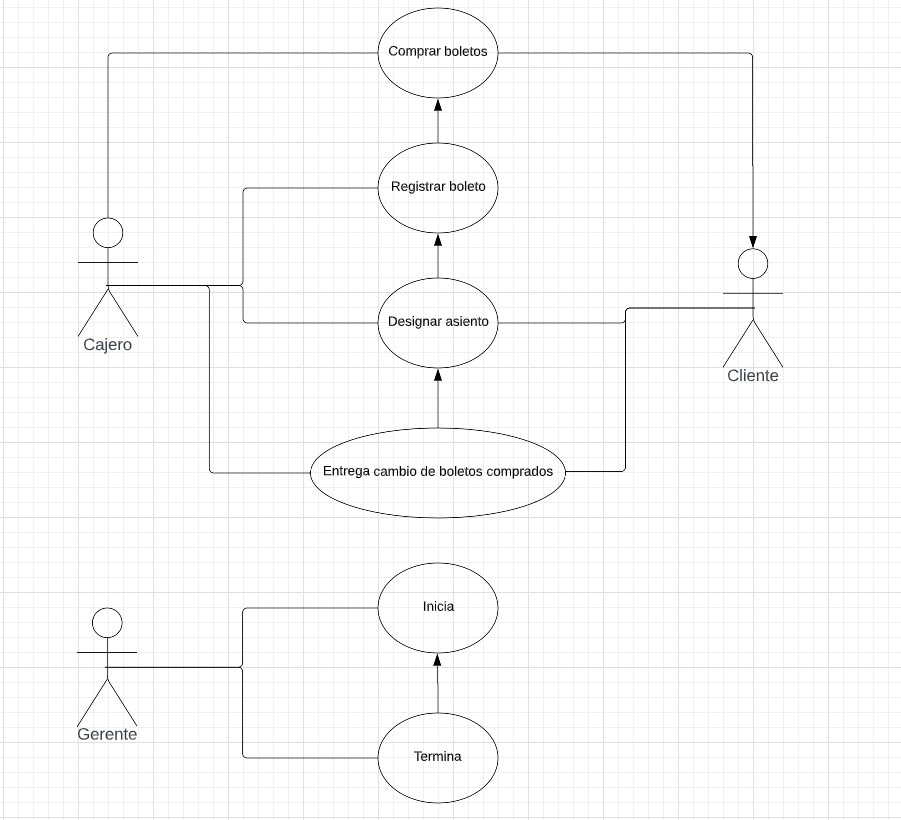 Comprar boletos
Registrar boleto
Cajero
Designar asiento
Cliente
Entrega cambio de boletos comprados
Inicia
Gerente
Termina